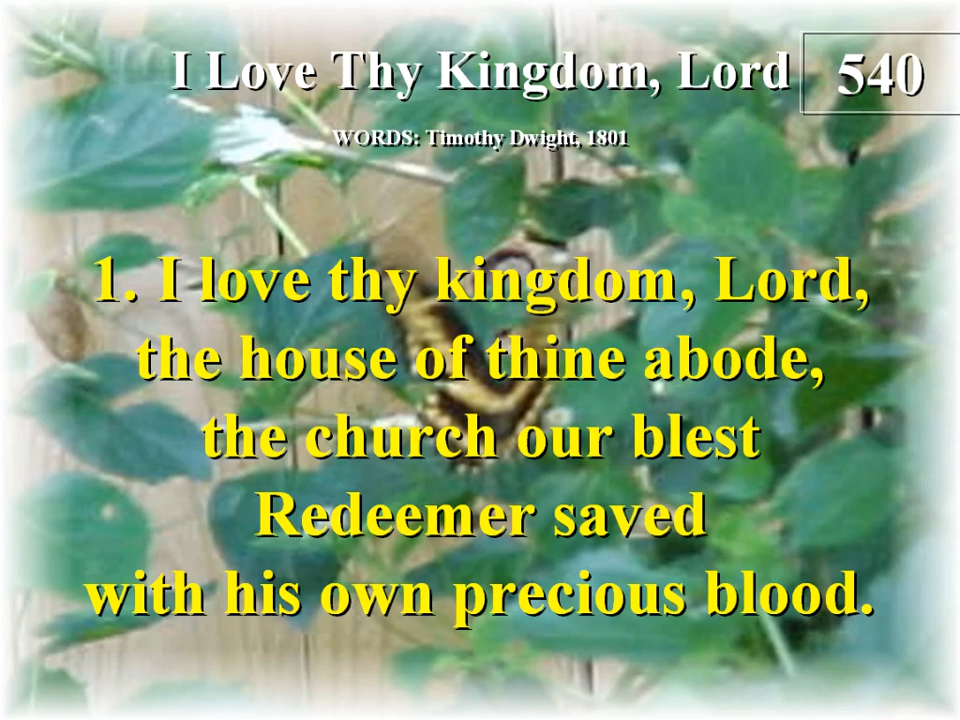 I Love Thy Kingdom, Lord
540
WORDS: Timothy Dwight, 1801
1. I love thy kingdom, Lord,
the house of thine abode,
the church our blest
Redeemer saved
with his own precious blood.